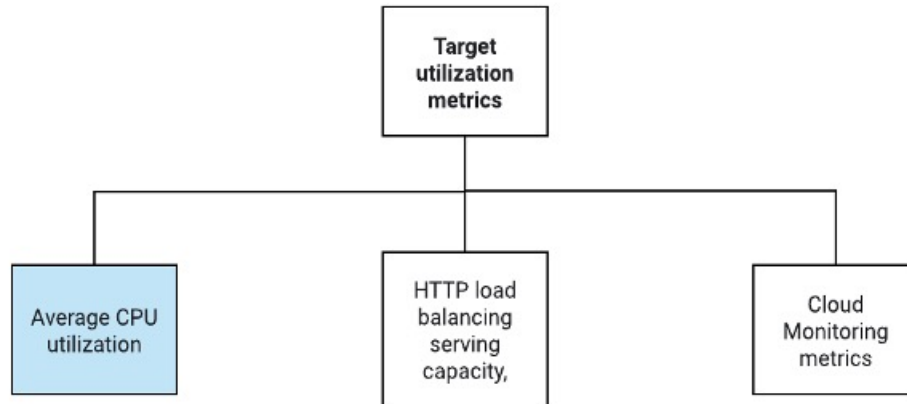 Target
utilization
metrics
Average CPU
utilization
HTTP load
balancing
serving
capacity,
Cloud
Monitoring
metrics